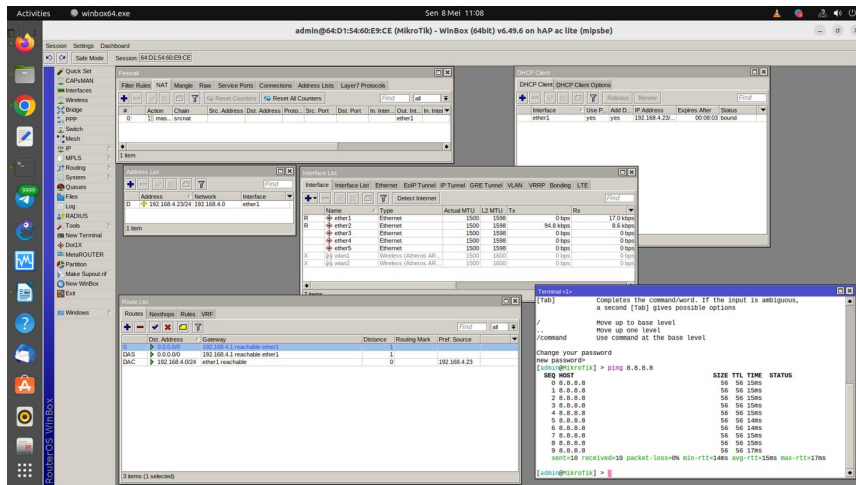 Activities
winbox64.exe
Sen 8 Mei 11:08
admin@64:D1:54:60:E9:CE (MikroTik) - WinBox (64bit) v6.49.6 on hAP ac lite (mipsbe)
Session Settings Dashboard
Safe Mode Session: 64:D1:54:60:E9:CE
Quick Set
CAPsMAN
Interfaces
Wireless
Bridge
PPP
Switch
Mesh
IP
MPLS
Routing
System
Queues
Files
Log
RADIUS
Tools
New Terminal
Dot1X
MetaROUTER
Partition
Make Supout.rif
New WinBox
Exit
Windows
RouterOS WinBox
9999
Firewall
Filter Rules NAT Mangle Raw Service Ports Connections Address Lists Layer7 Protocols
Reset Counters Reset All Counters Find all
# Action Chain Src. Address Dst. Address Proto... Src. Port Dst. Port In. Inter... Out. Int... In. Inter
0 mas... srcnat ether1
1 item
DHCP Client
DHCP Client DHCP Client Options
Release Renew Find
Interface Use P... Add D... IP Address Expires After Status
ether1 yes yes 192.168.4.23/... 00:08:03 bound
Address List
Find
Address Network Interface
D 192.168.4.23/24 192.168.4.0 ether1
1 item
Interface List
Interface Interface List Ethernet EoIP Tunnel IP Tunnel GRE Tunnel VLAN VRRP Bonding LTE
Detect Internet Find
Name Type Actual MTU L2 MTU Tx Rx
R ether1 Ethernet 1500 1598 0 bps 17.0 kbps
R ether2 Ethernet 1500 1598 94.8 kbps 8.6 kbps
ether3 Ethernet 1500 1598 0 bps 0 bps
ether4 Ethernet 1500 1598 0 bps 0 bps
ether5 Ethernet 1500 1598 0 bps 0 bps
X wlan1 Wireless (Atheros AR... 1500 1600 0 bps 0 bps
X wlan2 Wireless (Atheros AR... 1500 1600 0 bps 0 bps
Route List
Routes Nexthops Rules VRF
Find all
Dst. Address Gateway Distance Routing Mark Pref. Source
S 0.0.0.0/0 192.168.4.1 reachable ether1 1
DAS 0.0.0.0/0 192.168.4.1 reachable ether1 1
DAC 192.168.4.0/24 ether1 reachable 0 192.168.4.23
3 items (1 selected)
Terminal <1>
[Tab] Completes the command/word. If the input is ambiguous,
a second [Tab] gives possible options
/ Move up to base level
.. Move up one level
/command Use command at the base level
Change your password
new password>
[admin@MikroTik] > ping 8.8.8.8
SEQ HOST SIZE TTL TIME STATUS
0 8.8.8.8 56 56 15ms
1 8.8.8.8 56 56 15ms
2 8.8.8.8 56 56 15ms
3 8.8.8.8 56 56 15ms
4 8.8.8.8 56 56 15ms
5 8.8.8.8 56 56 14ms
6 8.8.8.8 56 56 14ms
7 8.8.8.8 56 56 15ms
8 8.8.8.8 56 56 15ms
9 8.8.8.8 56 56 17ms
sent=10 received=10 packet-loss=0% min-rtt=14ms avg-rtt=15ms max-rtt=17ms
[admin@MikroTik] >